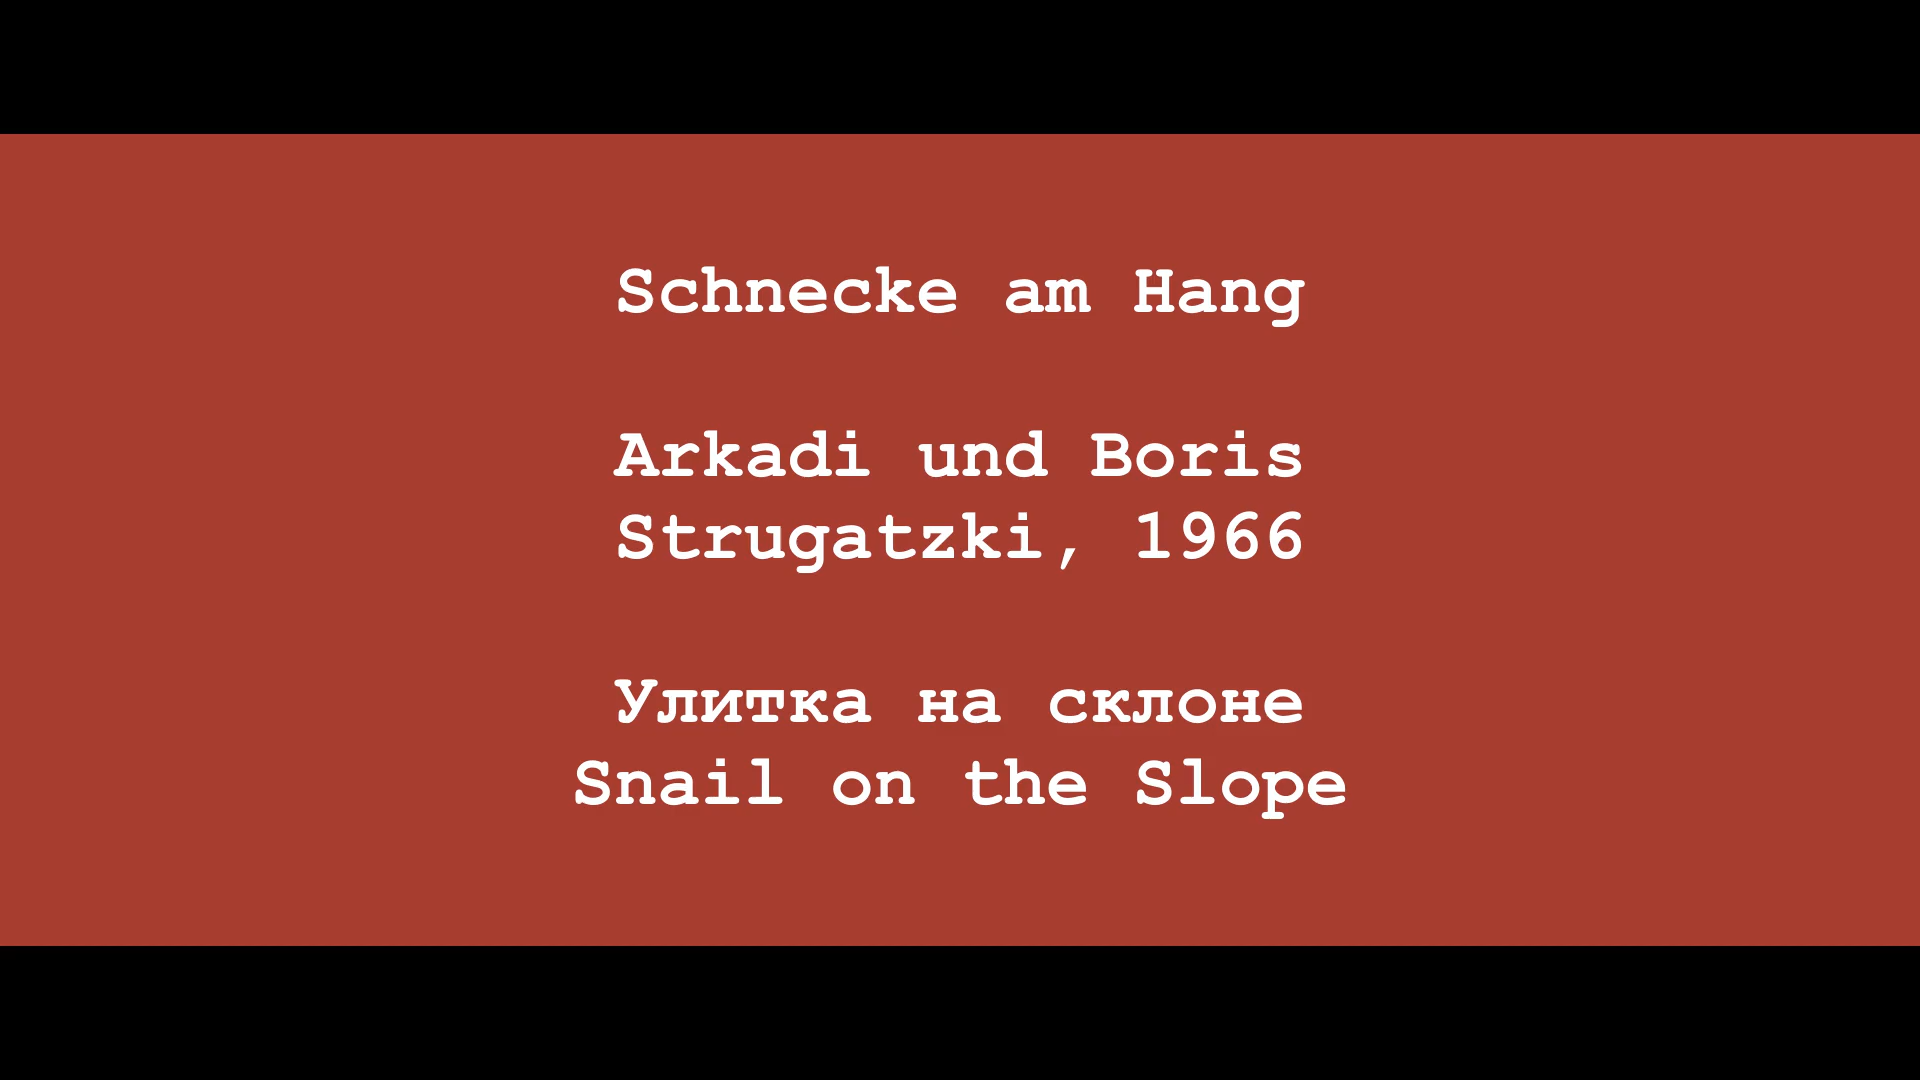 Schnecke am Hang
Arkadi und Boris
Strugatzki, 1966
Улитка на склоне
Snail on the Slope